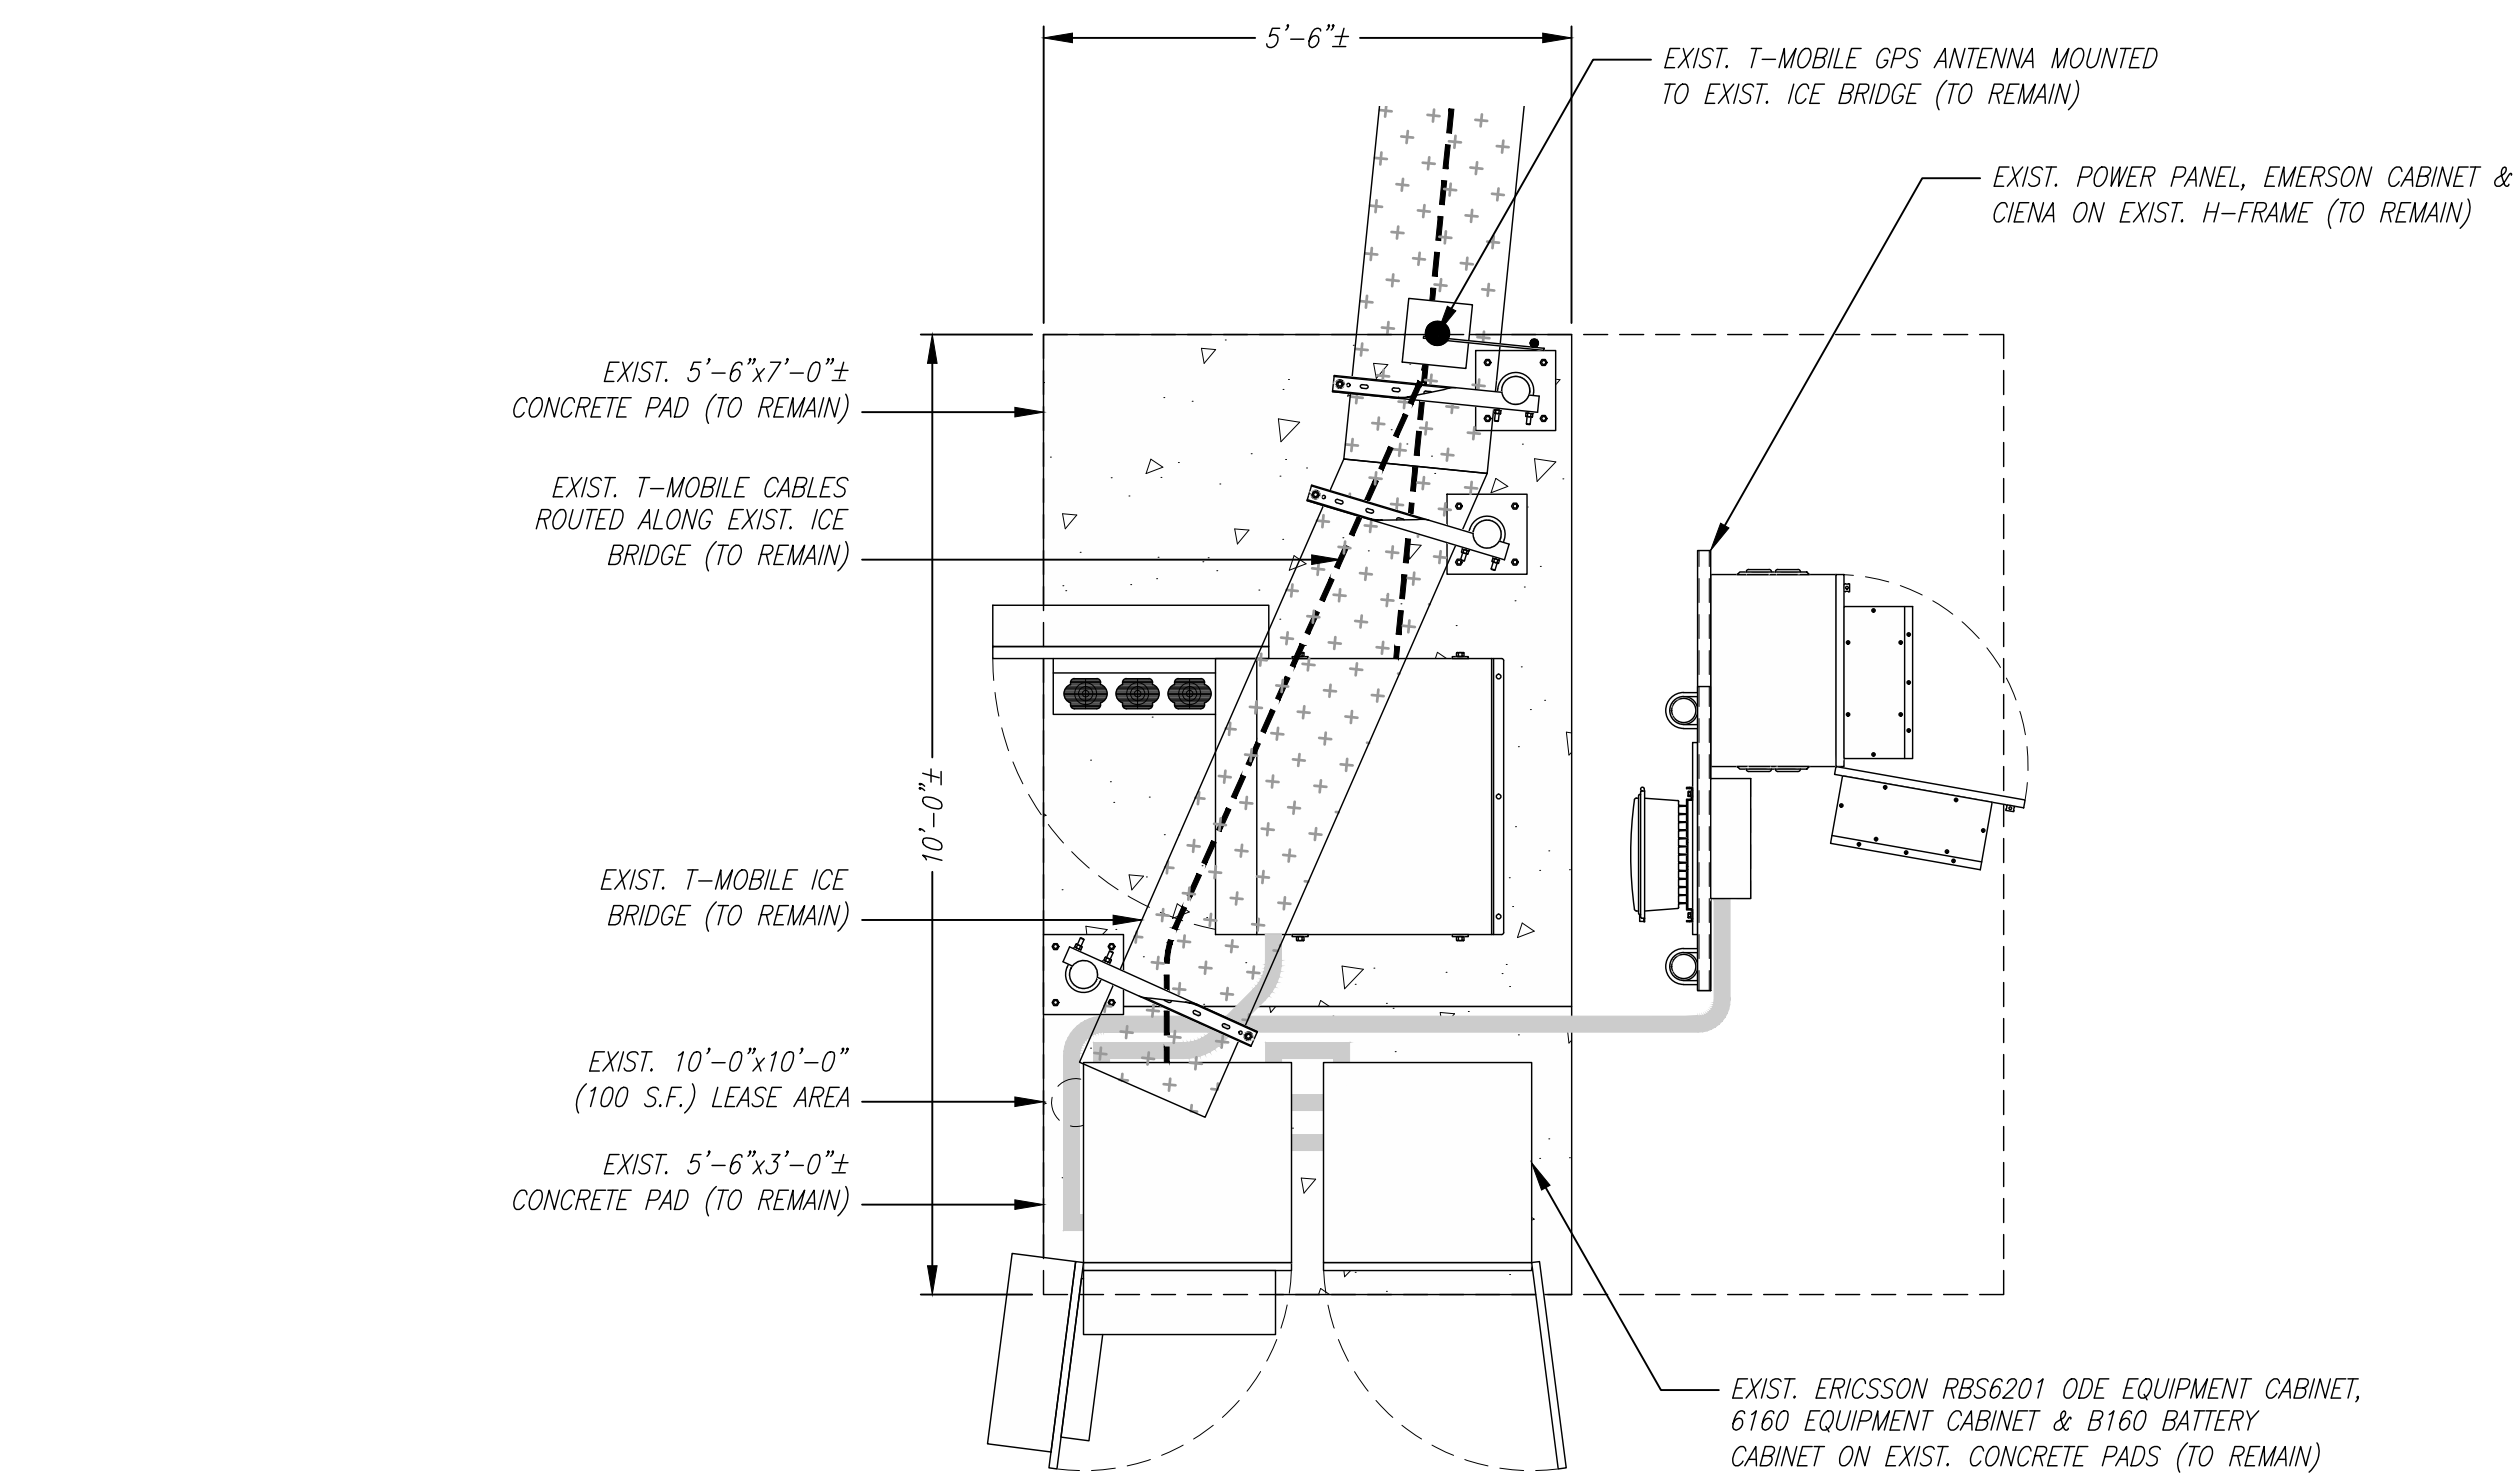 5'-6"±
EXIST. T-MOBILE GPS ANTENNA MOUNTED
TO EXIST. ICE BRIDGE (TO REMAIN)
EXIST. POWER PANEL, EMERSON CABINET &
CIENA ON EXIST. H-FRAME (TO REMAIN)
EXIST. 5'-6"x7'-0"±
CONCRETE PAD (TO REMAIN)
EXIST. T-MOBILE CABLES
ROUTED ALONG EXIST. ICE
BRIDGE (TO REMAIN)
10'-0"±
EXIST. T-MOBILE ICE
BRIDGE (TO REMAIN)
EXIST. 10'-0"x10'-0"
(100 S.F.) LEASE AREA
EXIST. 5'-6"x3'-0"±
CONCRETE PAD (TO REMAIN)
EXIST. ERICSSON RBS6201 ODE EQUIPMENT CABINET,
6160 EQUIPMENT CABINET & B160 BATTERY
CABINET ON EXIST. CONCRETE PADS (TO REMAIN)